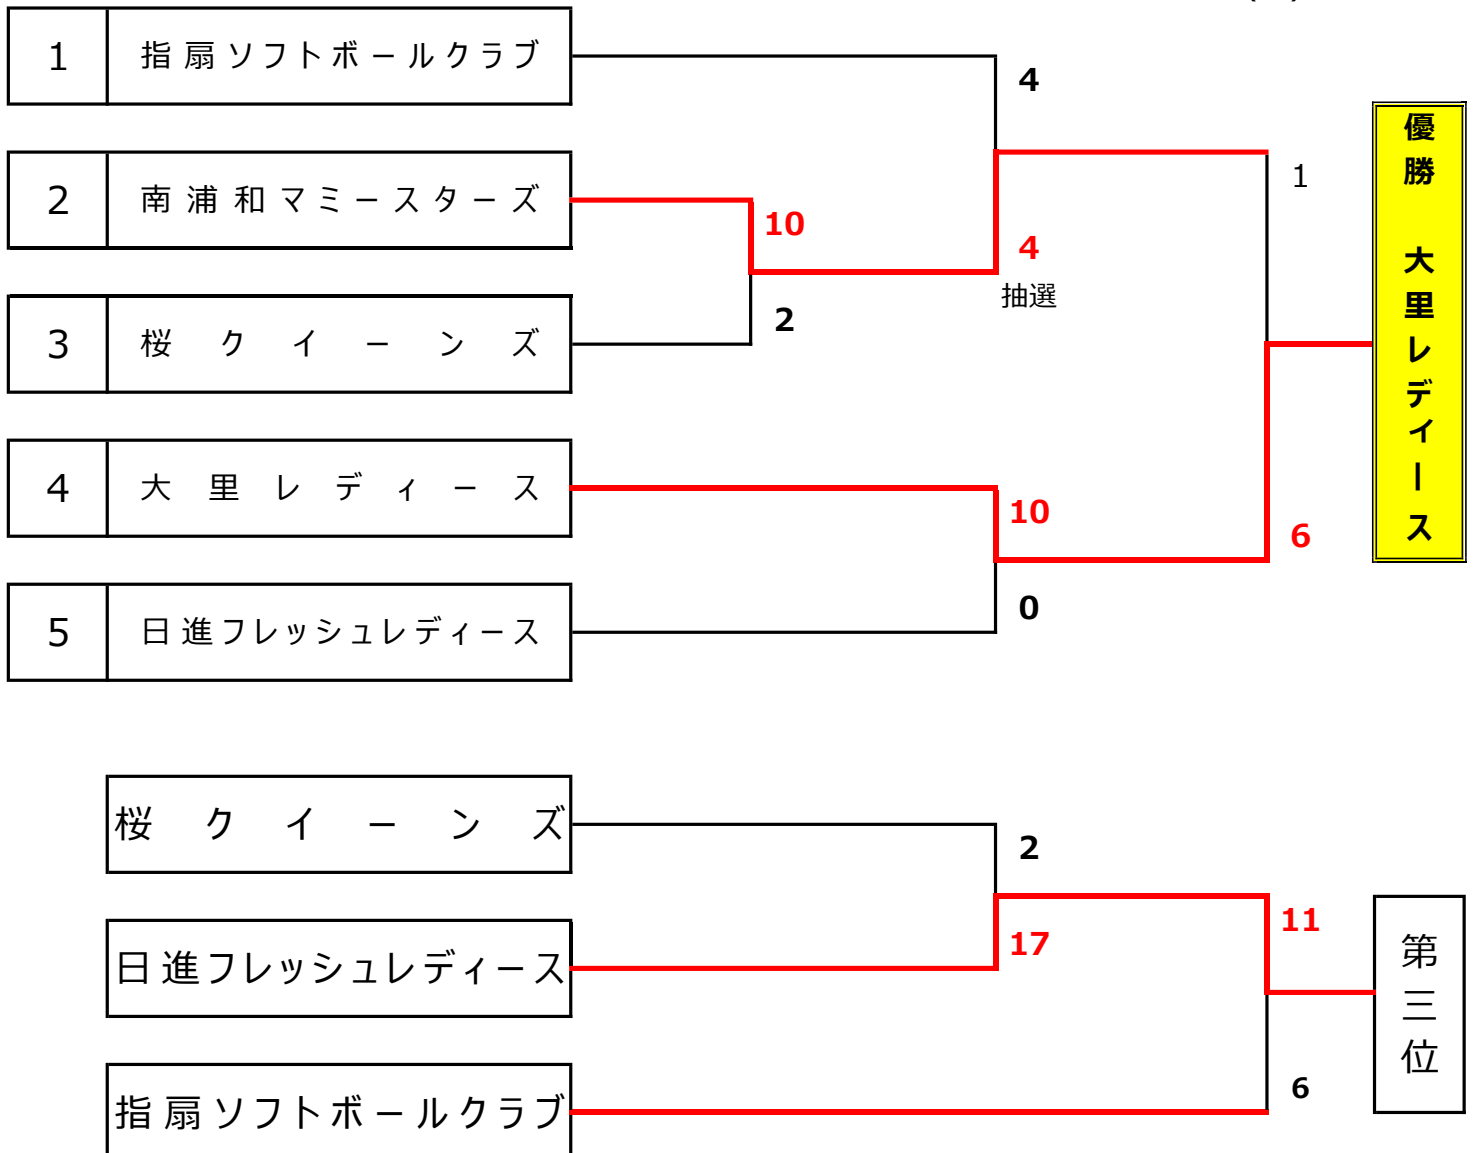 1 指扇ソフトボールクラブ
4
2 南浦和マミースターズ
10
1
4
抽選
3 桜クイーンズ
2
優勝 大里レディース
4 大里レディース
10
6
5 日進フレッシュレディース
0
桜クイーンズ
2
日進フレッシュレディース
17
11
第三位
指扇ソフトボールクラブ
6